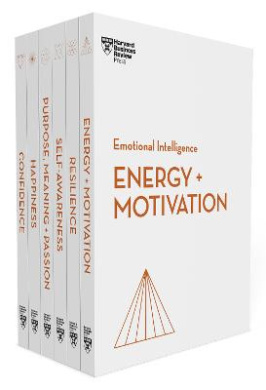 CONFIDENCE
HAPPINESS
PURPOSE, MEANING + PASSION
SELF-AWARENESS
RESILIENCE
ENERGY + MOTIVATION
Harvard
Business
Review
Press
Emotional Intelligence
ENERGY +
MOTIVATION